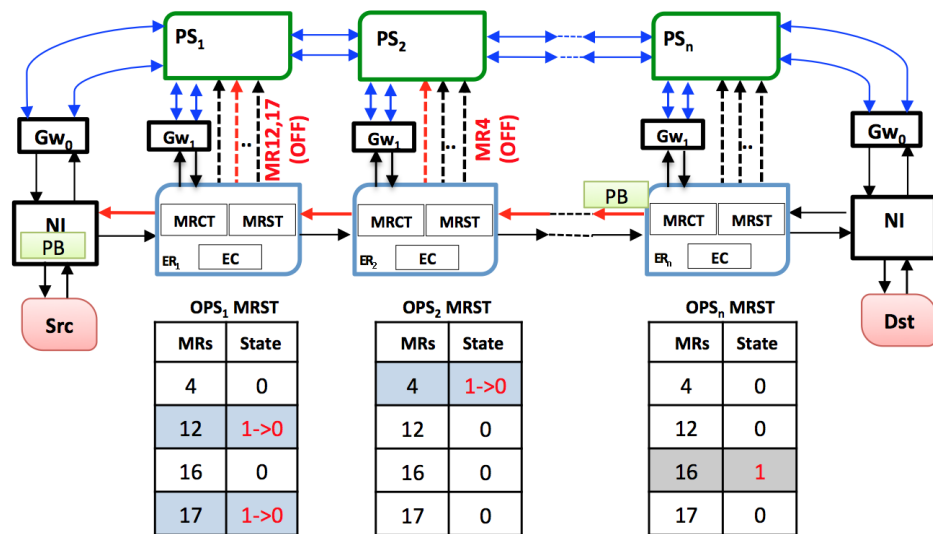 PS₁
PS₂
PSₙ
Gw₀
Gw₁
..
MR12,17
(OFF)
Gw₁
..
MR4
(OFF)
Gw₁
..
Gw₀
NI
PB
MRCT
MRST
EC
ER₁
MRCT
MRST
EC
ER₂
PB
MRCT
MRST
EC
ERₙ
NI
Src
Dst
OPS₁ MRST
MRs State
4 0
12 1->0
16 0
17 1->0
OPS₂ MRST
MRs State
4 1->0
12 0
16 0
17 0
OPSₙ MRST
MRs State
4 0
12 0
16 1
17 0